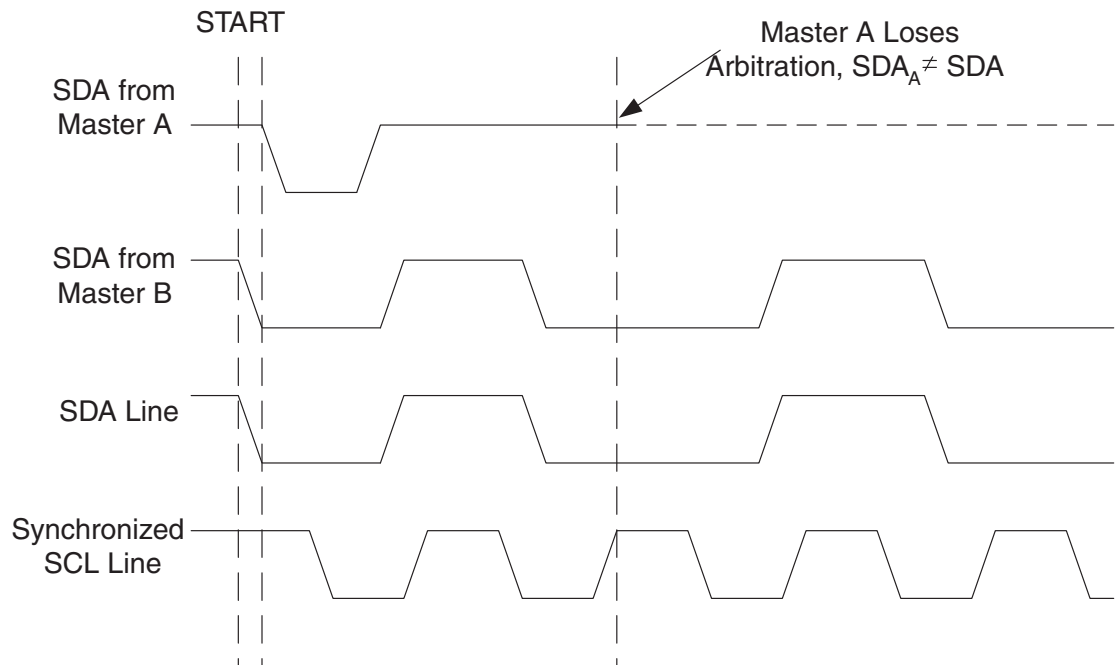 START
Master A Loses
Arbitration, SDA_A ≠ SDA
SDA from
Master A
SDA from
Master B
SDA Line
Synchronized
SCL Line